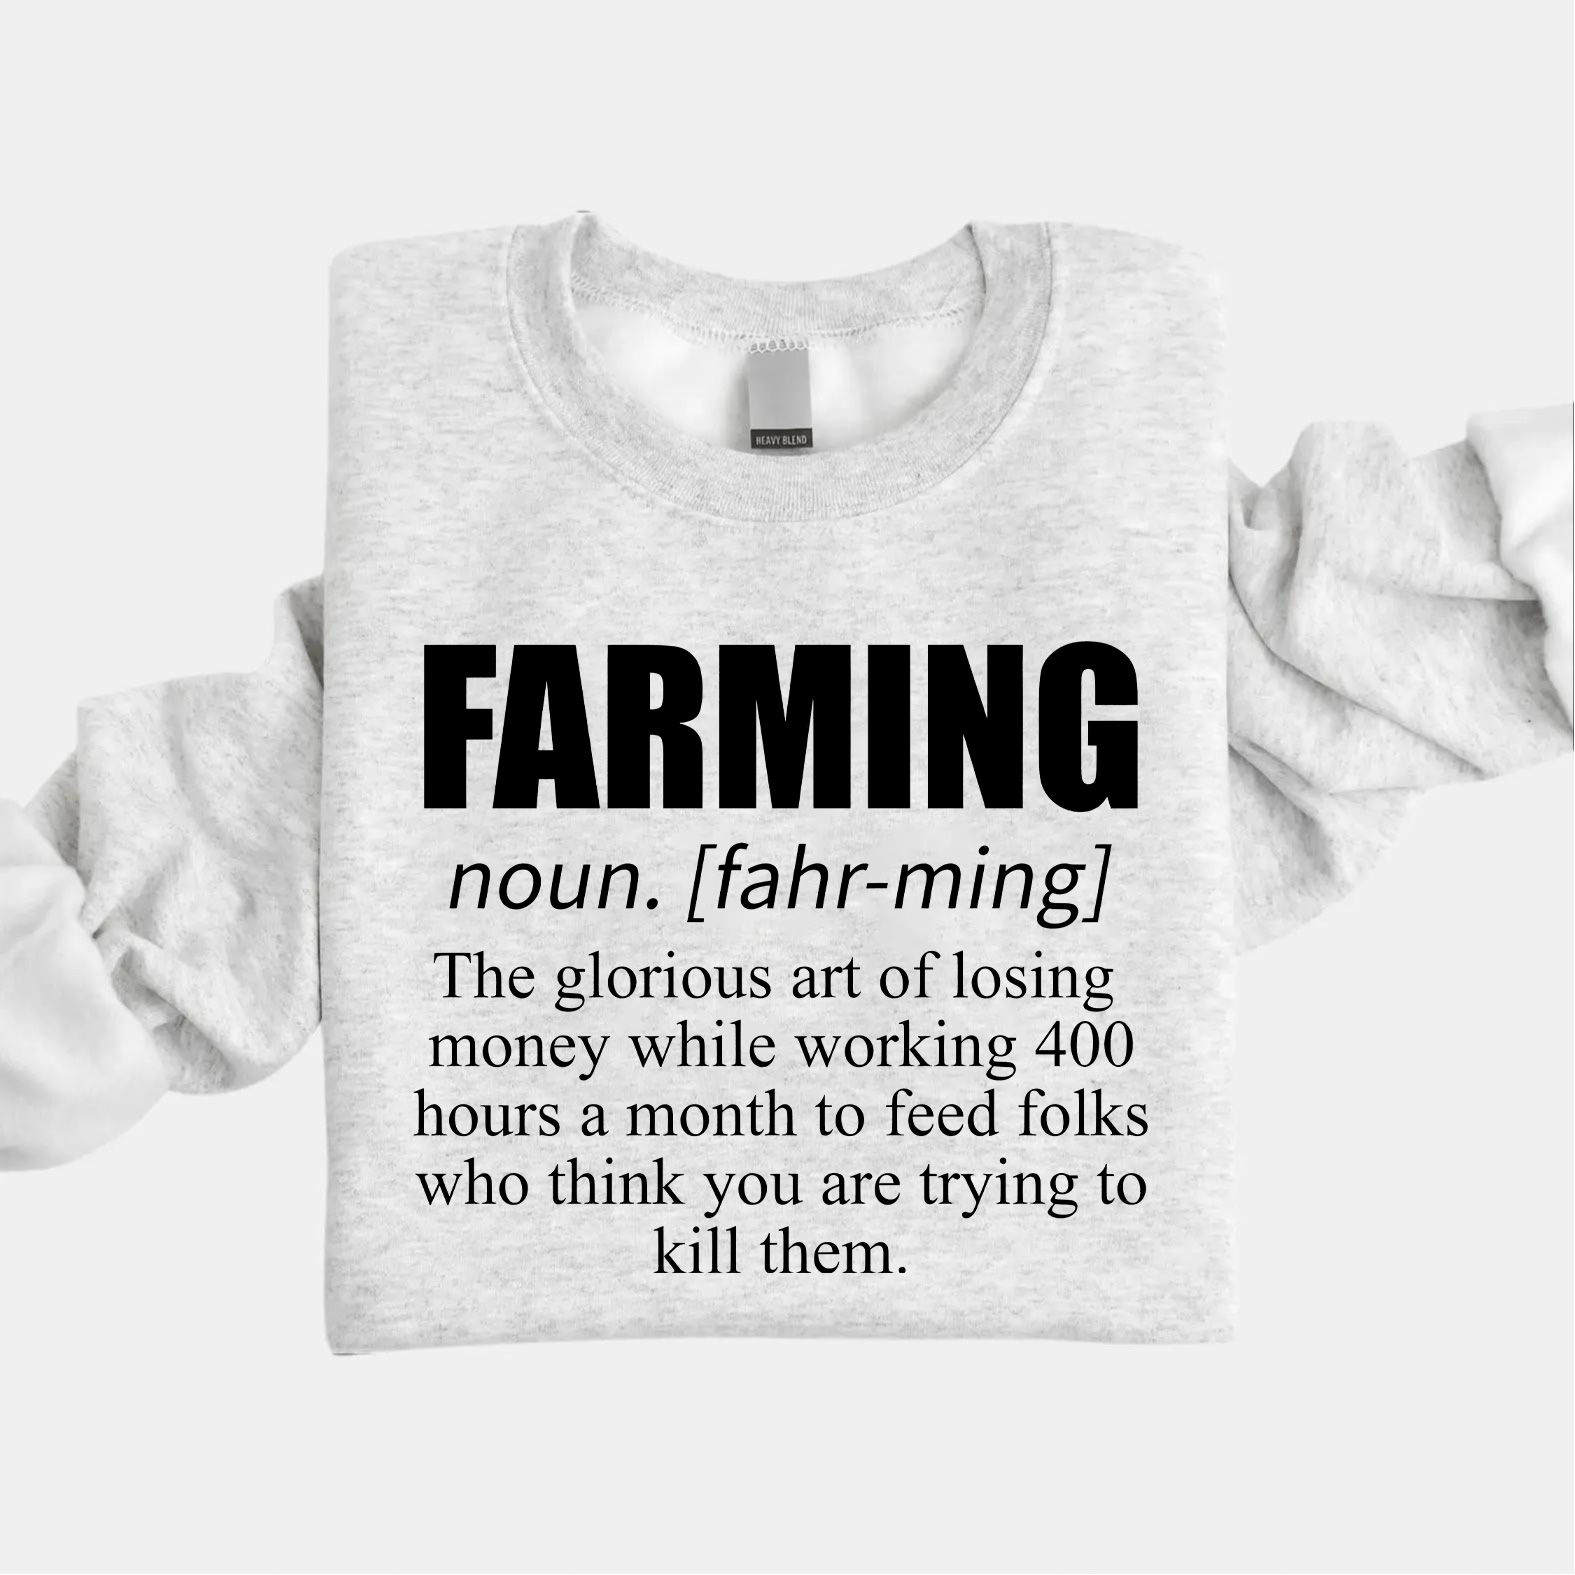 HEAVY BLEND
FARMING
noun. [fahr-ming]
The glorious art of losing
money while working 400
hours a month to feed folks
who think you are trying to
kill them.